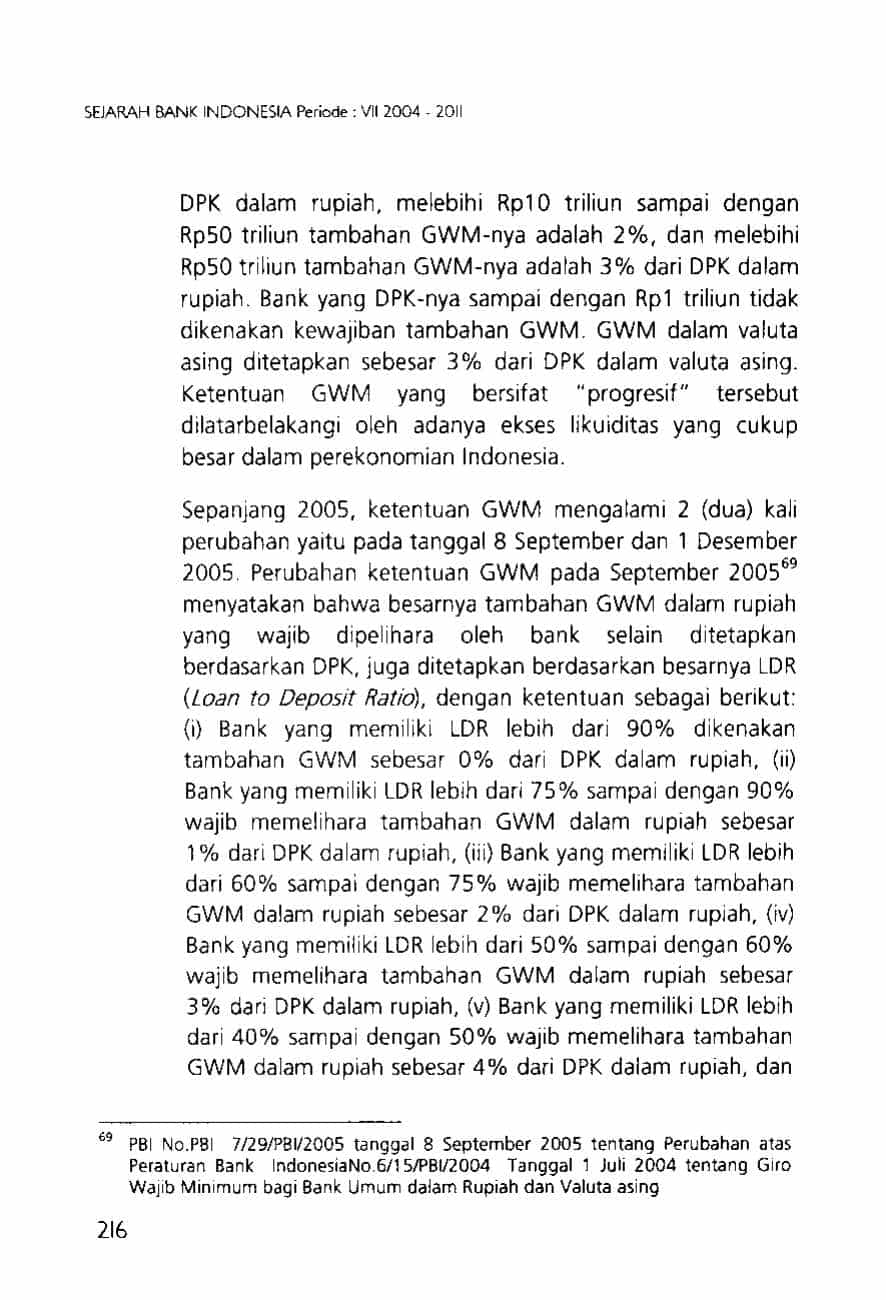 SEJARAH BANK INDONESIA Periode : VII 2004 - 2011
DPK dalam rupiah, melebihi Rp10 triliun sampai dengan
Rp50 triliun tambahan GWM-nya adalah 2%, dan melebihi
Rp50 triliun tambahan GWM-nya adalah 3% dari DPK dalam
rupiah. Bank yang DPK-nya sampai dengan Rp1 triliun tidak
dikenakan kewajiban tambahan GWM. GWM dalam valuta
asing ditetapkan sebesar 3% dari DPK dalam valuta asing.
Ketentuan GWM yang bersifat "progresif" tersebut
dilatarbelakangi oleh adanya ekses likuiditas yang cukup
besar dalam perekonomian Indonesia.
Sepanjang 2005, ketentuan GWM mengalami 2 (dua) kali
perubahan yaitu pada tanggal 8 September dan 1 Desember
2005. Perubahan ketentuan GWM pada September 2005⁶⁹
menyatakan bahwa besarnya tambahan GWM dalam rupiah
yang wajib dipelihara oleh bank selain ditetapkan
berdasarkan DPK, juga ditetapkan berdasarkan besarnya LDR
(Loan to Deposit Ratio), dengan ketentuan sebagai berikut:
(i) Bank yang memiliki LDR lebih dari 90% dikenakan
tambahan GWM sebesar 0% dari DPK dalam rupiah, (ii)
Bank yang memiliki LDR lebih dari 75% sampai dengan 90%
wajib memelihara tambahan GWM dalam rupiah sebesar
1% dari DPK dalam rupiah, (iii) Bank yang memiliki LDR lebih
dari 60% sampai dengan 75% wajib memelihara tambahan
GWM dalam rupiah sebesar 2% dari DPK dalam rupiah, (iv)
Bank yang memiliki LDR lebih dari 50% sampai dengan 60%
wajib memelihara tambahan GWM dalam rupiah sebesar
3% dari DPK dalam rupiah, (v) Bank yang memiliki LDR lebih
dari 40% sampai dengan 50% wajib memelihara tambahan
GWM dalam rupiah sebesar 4% dari DPK dalam rupiah, dan
⁶⁹ PBI No.PBI 7/29/PBI/2005 tanggal 8 September 2005 tentang Perubahan atas
Peraturan Bank IndonesiaNo.6/15/PBI/2004 Tanggal 1 Juli 2004 tentang Giro
Wajib Minimum bagi Bank Umum dalam Rupiah dan Valuta asing
216